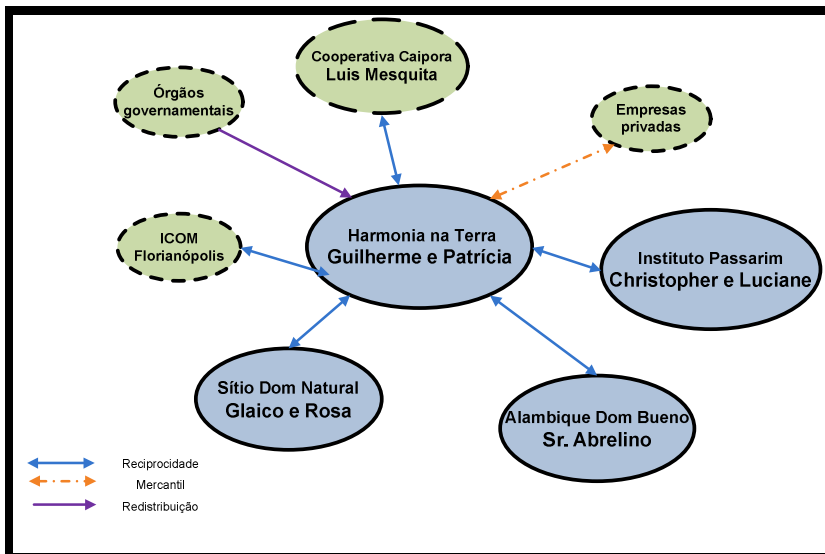 Cooperativa Caipora
Luis Mesquita
Órgãos
governamentais
Empresas
privadas
ICOM
Florianópolis
Harmonia na Terra
Guilherme e Patrícia
Instituto Passarim
Christopher e Luciane
Sítio Dom Natural
Glaico e Rosa
Alambique Dom Bueno
Sr. Abrelino
Reciprocidade
Mercantil
Redistribuição